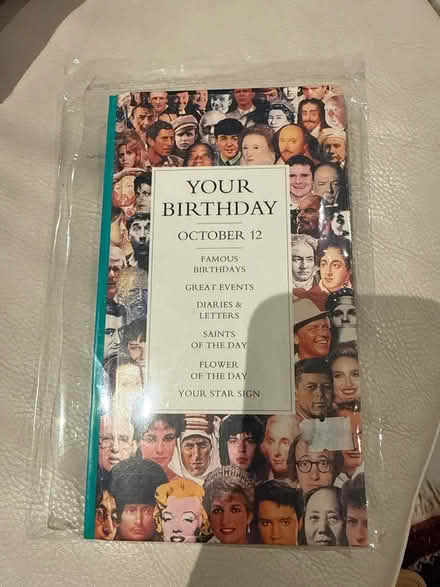 YOUR
BIRTHDAY
OCTOBER 12
FAMOUS
BIRTHDAYS
GREAT EVENTS
DIARIES &
LETTERS
SAINTS
OF THE DAY
FLOWER
OF THE DAY
YOUR STAR SIGN